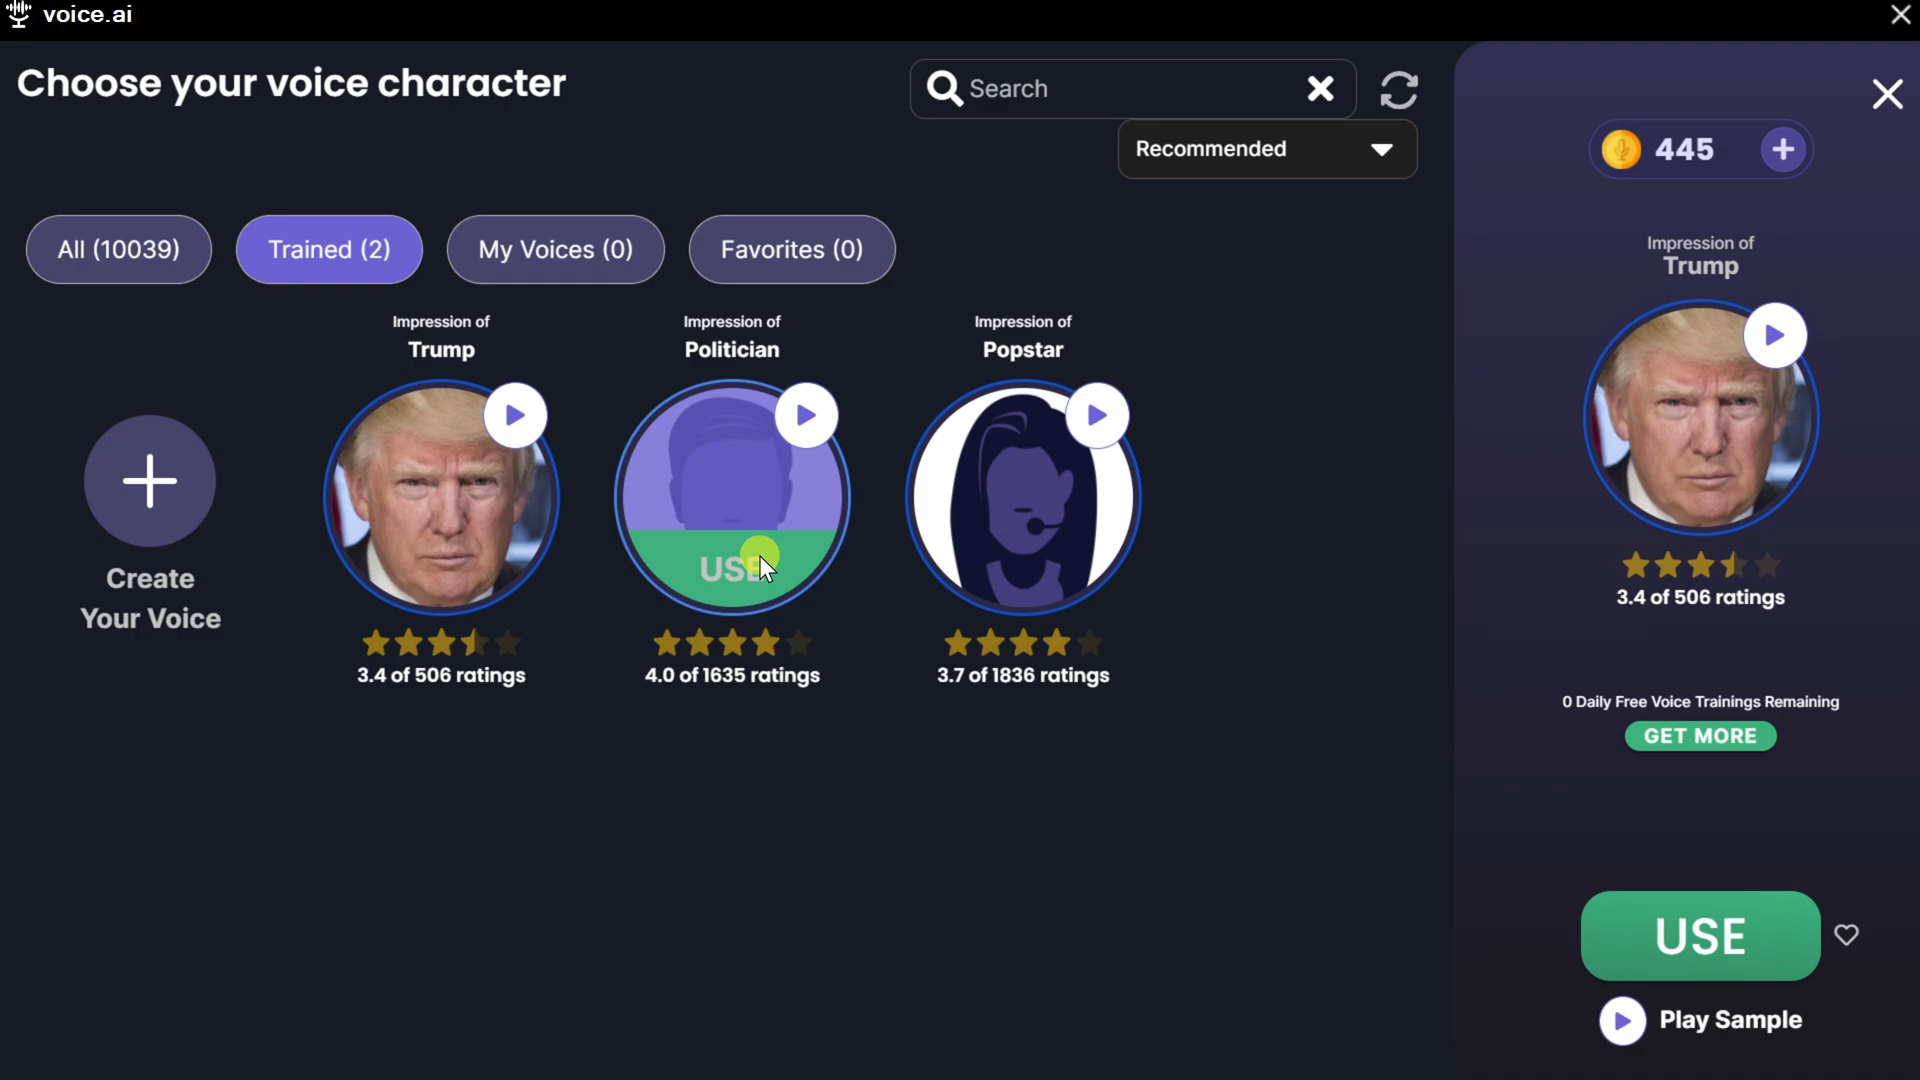 voice.ai
Choose your voice character
Search
Recommended
All (10039)
Trained (2)
My Voices (0)
Favorites (0)
Create
Your Voice
Impression of
Trump
3.4 of 506 ratings
Impression of
Politician
USE
4.0 of 1635 ratings
Impression of
Popstar
3.7 of 1836 ratings
445
Impression of
Trump
3.4 of 506 ratings
0 Daily Free Voice Trainings Remaining
GET MORE
USE
Play Sample